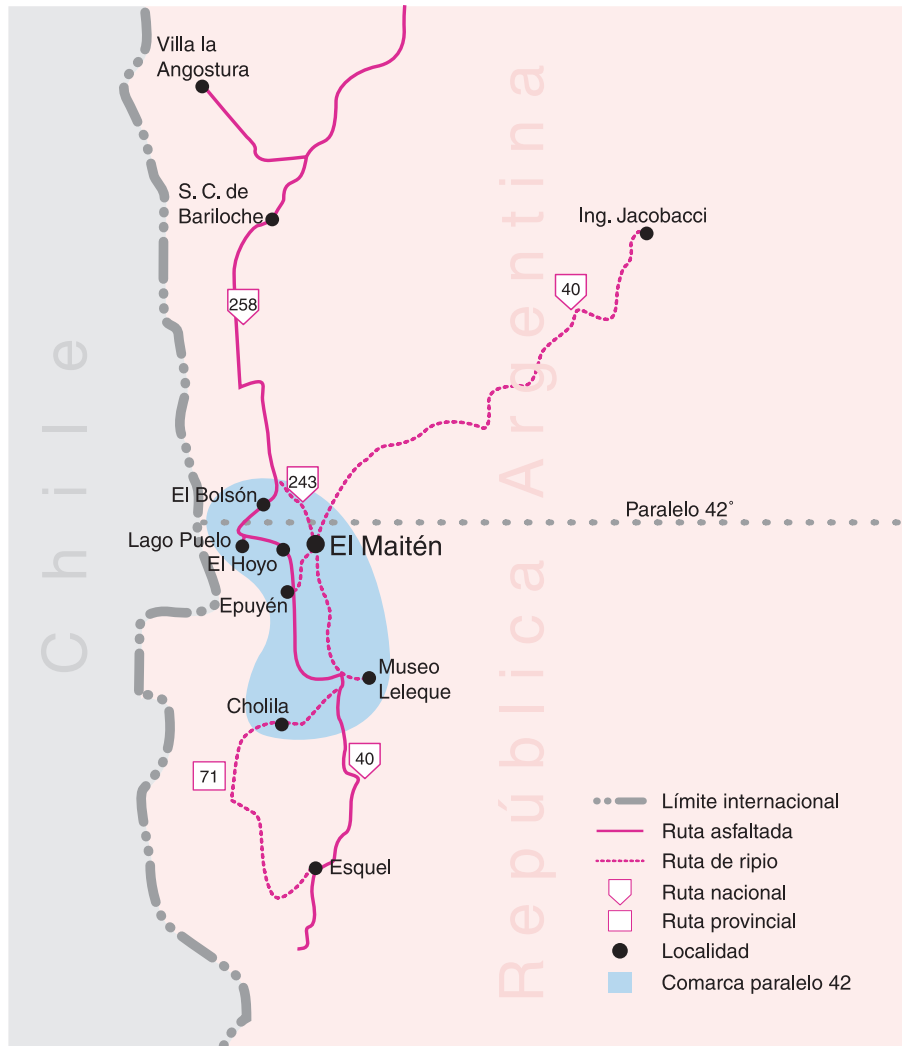 Villa la
Angostura
S. C. de
Bariloche
Ing. Jacobacci
40
258
Chile
República Argentina
243
El Bolsón
Paralelo 42°
Lago Puelo
El Maitén
El Hoyo
Epuyén
Museo
Leleque
Cholila
71
40
Esquel
Límite internacional
Ruta asfaltada
Ruta de ripio
Ruta nacional
Ruta provincial
Localidad
Comarca paralelo 42